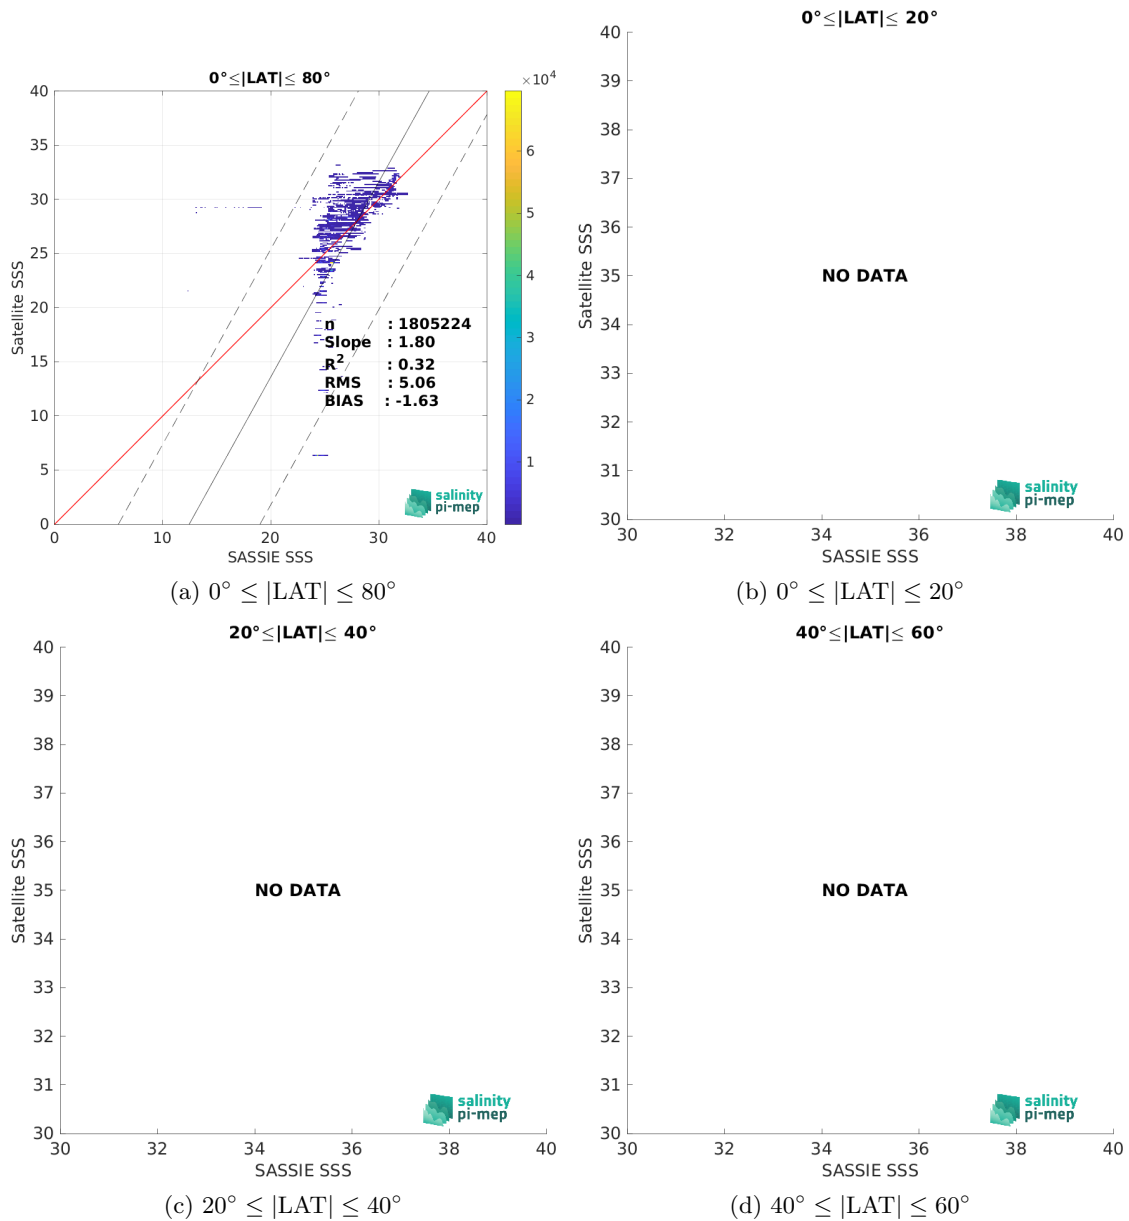 0°≤|LAT|≤ 80°
×10⁴
40
35
30
25
20
15
10
5
0
0 10 20 30 40
6
5
4
3
2
1
Satellite SSS
SASSIE SSS
n : 1805224
Slope : 1.80
R² : 0.32
RMS : 5.06
BIAS : -1.63
salinity
pi-mep
(a) 0° ≤ |LAT| ≤ 80°
0°≤|LAT|≤ 20°
40
39
38
37
36
35
34
33
32
31
30
30 32 34 36 38 40
Satellite SSS
SASSIE SSS
NO DATA
salinity
pi-mep
(b) 0° ≤ |LAT| ≤ 20°
20°≤|LAT|≤ 40°
40
39
38
37
36
35
34
33
32
31
30
30 32 34 36 38 40
Satellite SSS
SASSIE SSS
NO DATA
salinity
pi-mep
(c) 20° ≤ |LAT| ≤ 40°
40°≤|LAT|≤ 60°
40
39
38
37
36
35
34
33
32
31
30
30 32 34 36 38 40
Satellite SSS
SASSIE SSS
NO DATA
salinity
pi-mep
(d) 40° ≤ |LAT| ≤ 60°